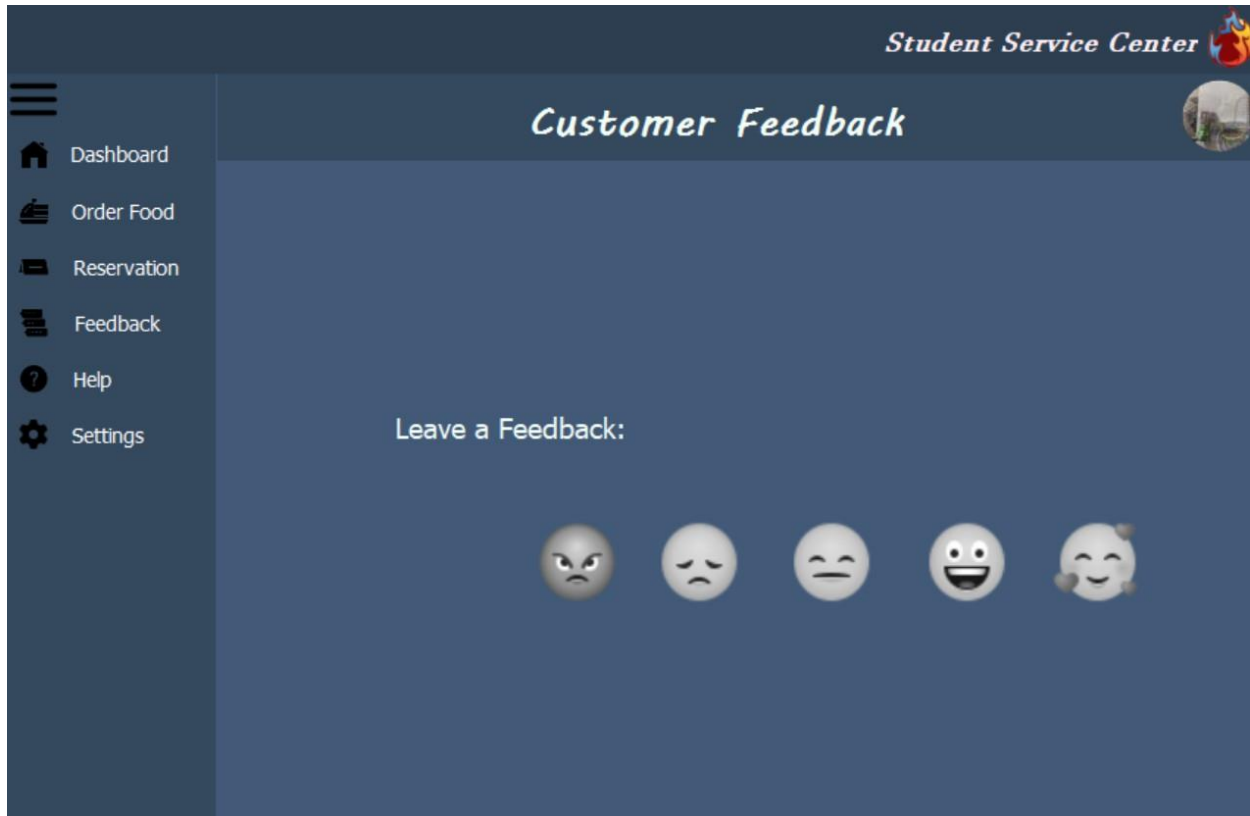 Student Service Center
Customer Feedback
Dashboard
Order Food
Reservation
Feedback
Help
Settings
Leave a Feedback: